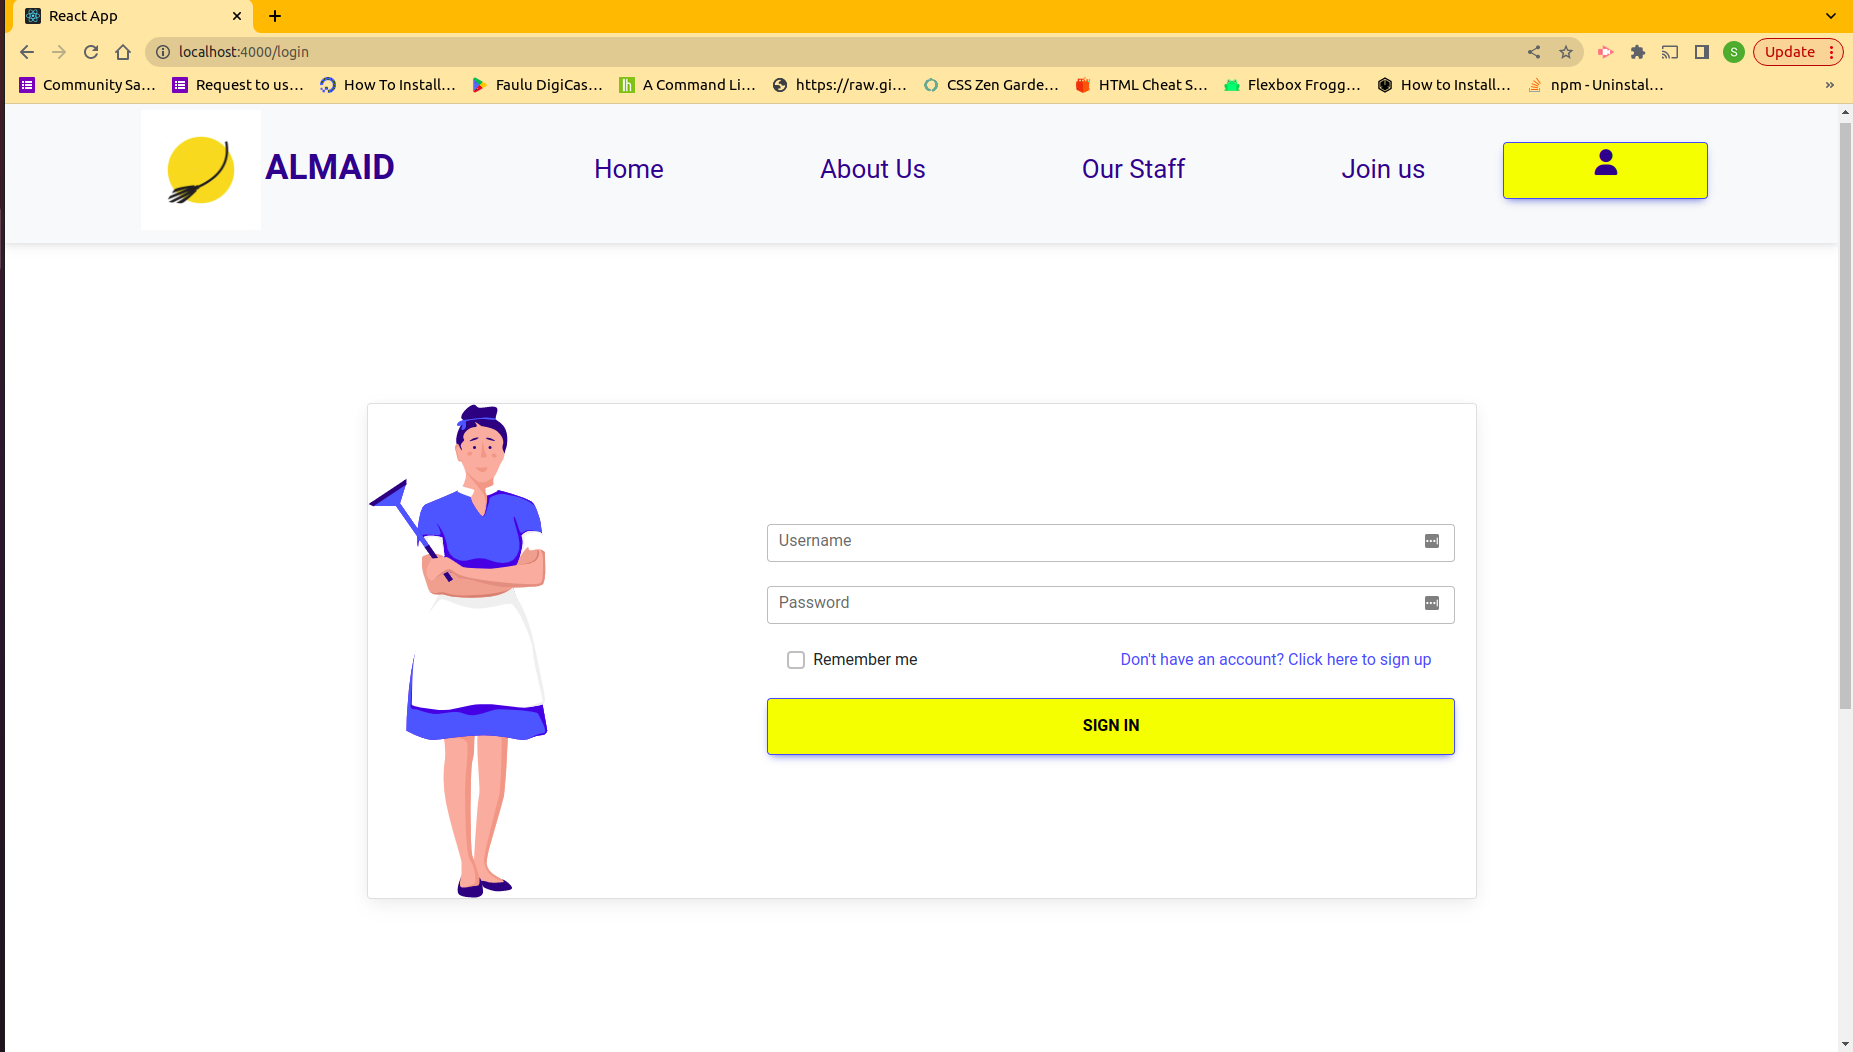 React App
localhost:4000/login
S
Update
Community Sa...
Request to us...
How To Install...
Faulu DigiCas...
A Command Li...
https://raw.gi...
CSS Zen Garde...
HTML Cheat S...
Flexbox Frogg...
How to Install...
npm - Uninstal...
»
ALMAID
Home
About Us
Our Staff
Join us
Username
Password
Remember me
Don't have an account? Click here to sign up
SIGN IN